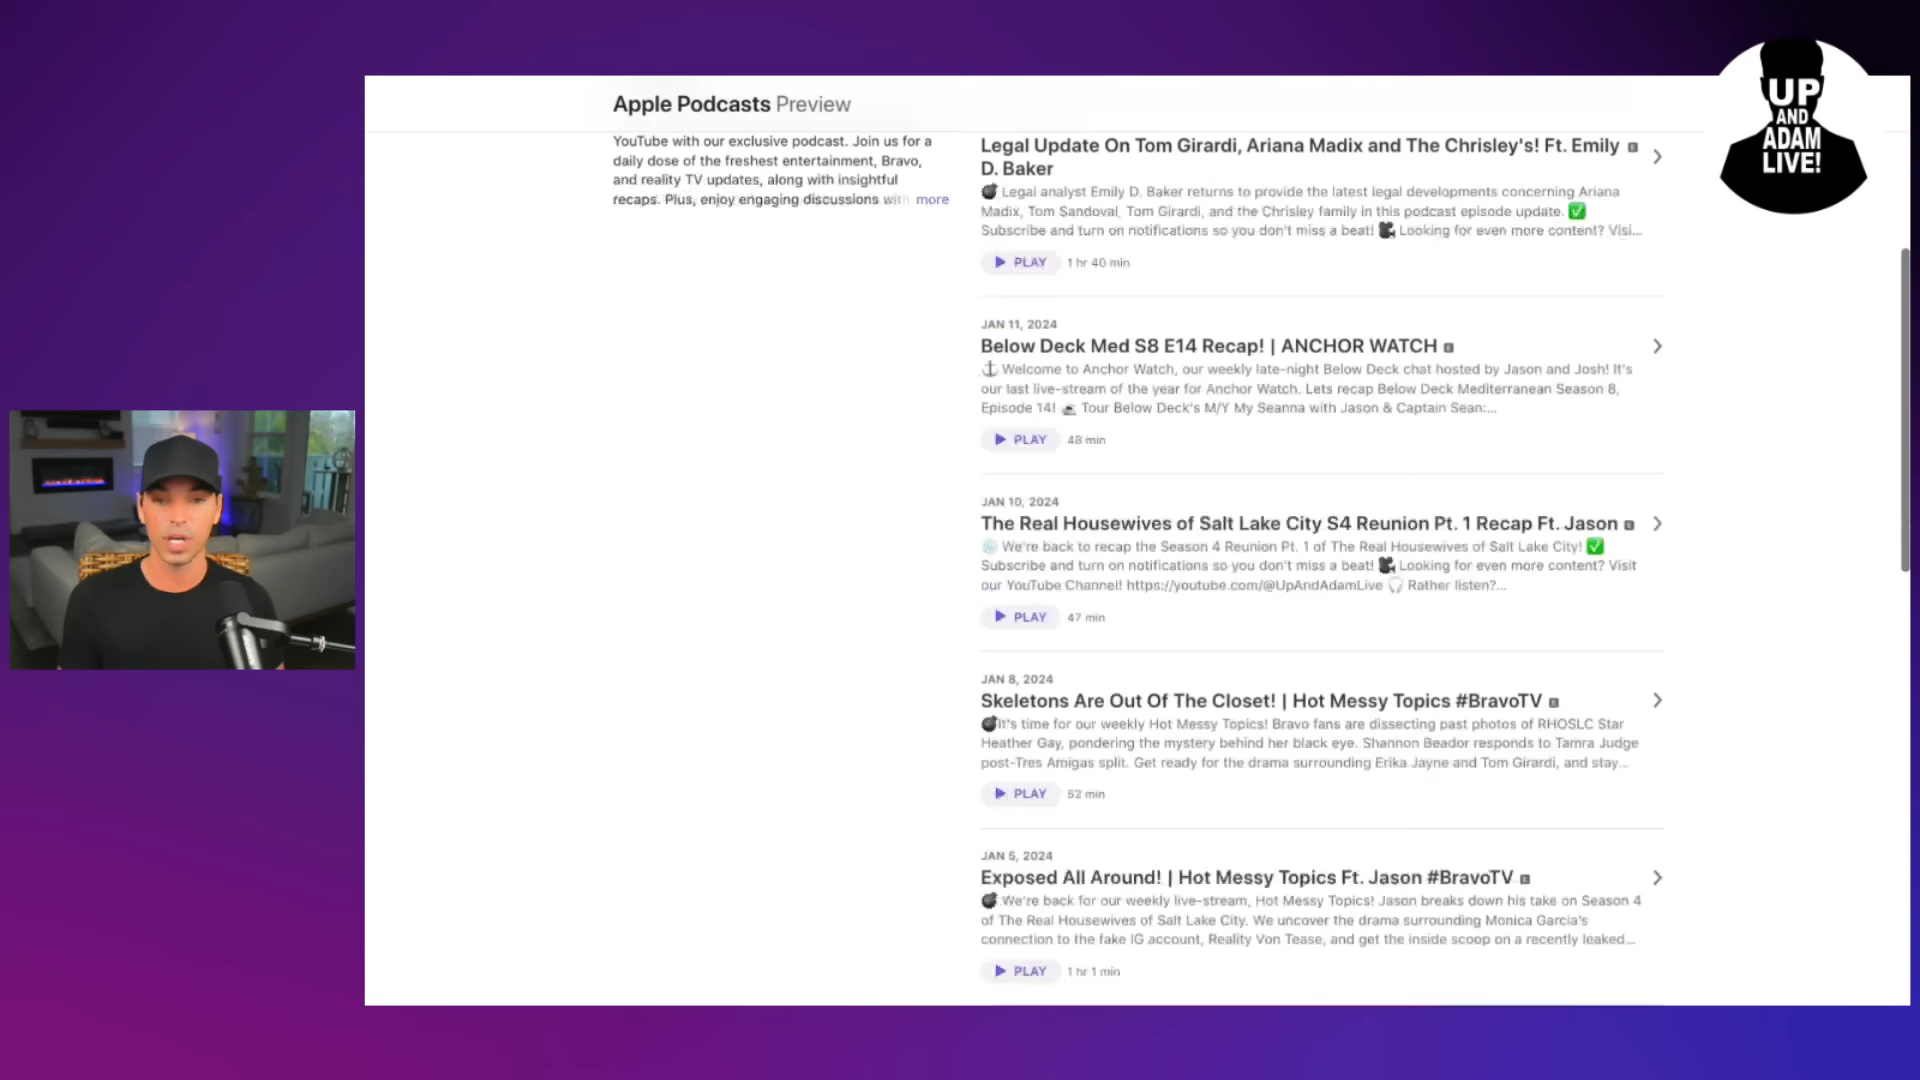 Apple Podcasts Preview
YouTube with our exclusive podcast. Join us for a
daily dose of the freshest entertainment, Bravo,
and reality TV updates, along with insightful
recaps. Plus, enjoy engaging discussions with more
Legal Update On Tom Girardi, Ariana Madix and The Chrisley's! Ft. Emily
D. Baker
💣 Legal analyst Emily D. Baker returns to provide the latest legal developments concerning Ariana
Madix, Tom Sandoval, Tom Girardi, and the Chrisley family in this podcast episode update. ✅
Subscribe and turn on notifications so you don't miss a beat! 🎥 Looking for even more content? Visi...
PLAY 1 hr 40 min
JAN 11, 2024
Below Deck Med S8 E14 Recap! | ANCHOR WATCH
⚓ Welcome to Anchor Watch, our weekly late-night Below Deck chat hosted by Jason and Josh! It's
our last live-stream of the year for Anchor Watch. Lets recap Below Deck Mediterranean Season 8,
Episode 14! Tour Below Deck's M/Y My Seanna with Jason & Captain Sean:...
PLAY 48 min
JAN 10, 2024
The Real Housewives of Salt Lake City S4 Reunion Pt. 1 Recap Ft. Jason
We're back to recap the Season 4 Reunion Pt. 1 of The Real Housewives of Salt Lake City! ✅
Subscribe and turn on notifications so you don't miss a beat! 🎥 Looking for even more content? Visit
our YouTube Channel! https://youtube.com/@UpAndAdamLive 🎧 Rather listen?...
PLAY 47 min
JAN 8, 2024
Skeletons Are Out Of The Closet! | Hot Messy Topics #BravoTV
💣It's time for our weekly Hot Messy Topics! Bravo fans are dissecting past photos of RHOSLC Star
Heather Gay, pondering the mystery behind her black eye. Shannon Beador responds to Tamra Judge
post-Tres Amigas split. Get ready for the drama surrounding Erika Jayne and Tom Girardi, and stay...
PLAY 52 min
JAN 5, 2024
Exposed All Around! | Hot Messy Topics Ft. Jason #BravoTV
💣 We're back for our weekly live-stream, Hot Messy Topics! Jason breaks down his take on Season 4
of The Real Housewives of Salt Lake City. We uncover the drama surrounding Monica Garcia's
connection to the fake IG account, Reality Von Tease, and get the inside scoop on a recently leaked...
PLAY 1 hr 1 min
UP
AND
ADAM
LIVE!